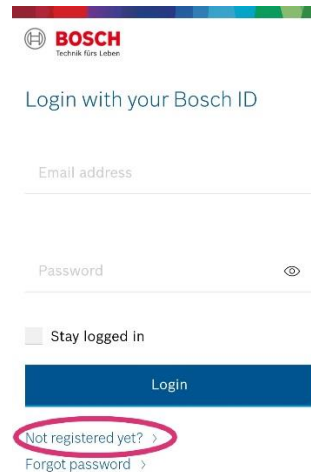 BOSCH
Technik fürs Leben
Login with your Bosch ID
Email address
Password
Stay logged in
Login
Not registered yet? >
Forgot password >